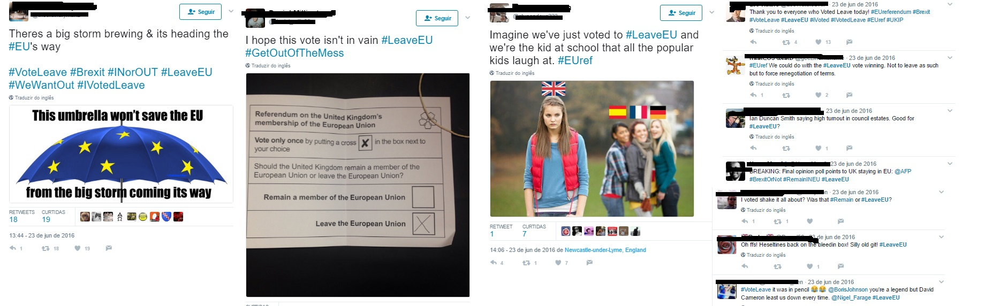 Seguir
Theres a big storm brewing & its heading the
#EU's way
#VoteLeave #Brexit #INorOUT #LeaveEU
#WeWantOut #IVotedLeave
Traduzir do inglês
This umbrella won't save the EU
from the big storm coming its way
RETWEETS CURTIDAS
18 19
13:44 - 23 de jun de 2016
1 18 19
Seguir
I hope this vote isn't in vain #LeaveEU
#GetOutOfTheMess
Traduzir do inglês
Referendum on the United Kingdom's
membership of the European Union
Vote only once by putting a cross X in the box next to
your choice
Should the United Kingdom remain a member of the
European Union or leave the European Union?
Remain a member of the European Union
Leave the European Union X
Seguir
Imagine we've just voted to #LeaveEU and
we're the kid at school that all the popular
kids laugh at. #EUref
Traduzir do inglês
RETWEET CURTIDAS
1 7
14:06 - 23 de jun de 2016 de Newcastle-under-Lyme, England
4 1 7
· 23 de jun de 2016
Thank you to everyone who Voted Leave today! #EUreferendum #Brexit
#VoteLeave #LeaveEU #iVoted #IVotedLeave #EUref #UKIP
Traduzir do inglês
4 13
· 23 de jun de 2016
#EUref We could do with the #LeaveEU vote winning. Not to leave as such
but to force renegotiation of terms.
Traduzir do inglês
1 2
23 de jun de 2016
Ian Duncan Smith saying high turnout in council estates. Good for
#LeaveEU?
Traduzir do inglês
1
23 de jun de 2016
BREAKING: Final opinion poll points to UK staying in EU: @AFP
#BrexitOrNot #RemainINEU #LeaveEU
· 23 de jun de 2016
I voted shake it all about? Was that #Remain or #LeaveEU?
Traduzir do inglês
1 1
de jun de 2016
Oh ffs! Heseltines back on the bleedin box! Silly old git! #LeaveEU
Traduzir do inglês
1
· 23 de jun de 2016
#VoteLeave it was in pencil 😂😂 @BorisJohnson you're a legend but David
Cameron least us down every time. @Nigel_Farage #LeaveEU